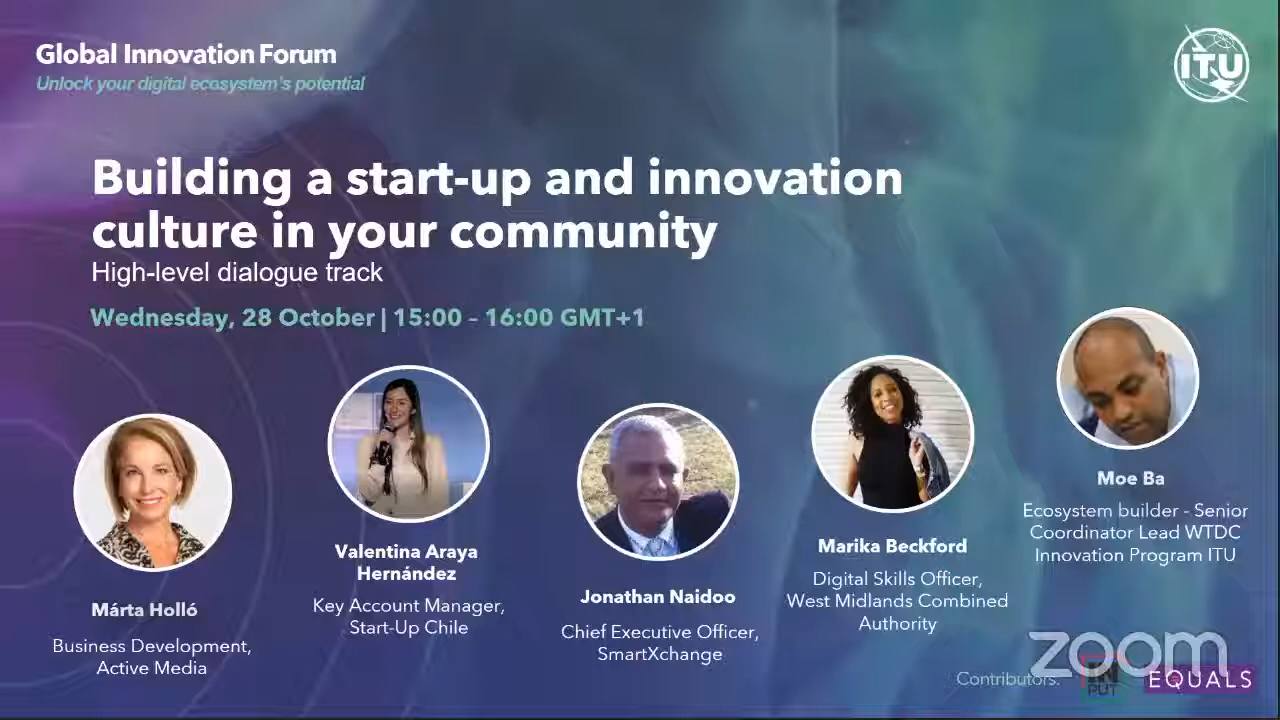 Global Innovation Forum
Unlock your digital ecosystem's potential
ITU
Building a start-up and innovation
culture in your community
High-level dialogue track
Wednesday, 28 October | 15:00 – 16:00 GMT+1
Márta Holló
Business Development,
Active Media
Valentina Araya
Hernández
Key Account Manager,
Start-Up Chile
Jonathan Naidoo
Chief Executive Officer,
SmartXchange
Marika Beckford
Digital Skills Officer,
West Midlands Combined
Authority
Moe Ba
Ecosystem builder - Senior
Coordinator Lead WTDC
Innovation Program ITU
zoom
Contributors:
IN
PUT
EQUALS